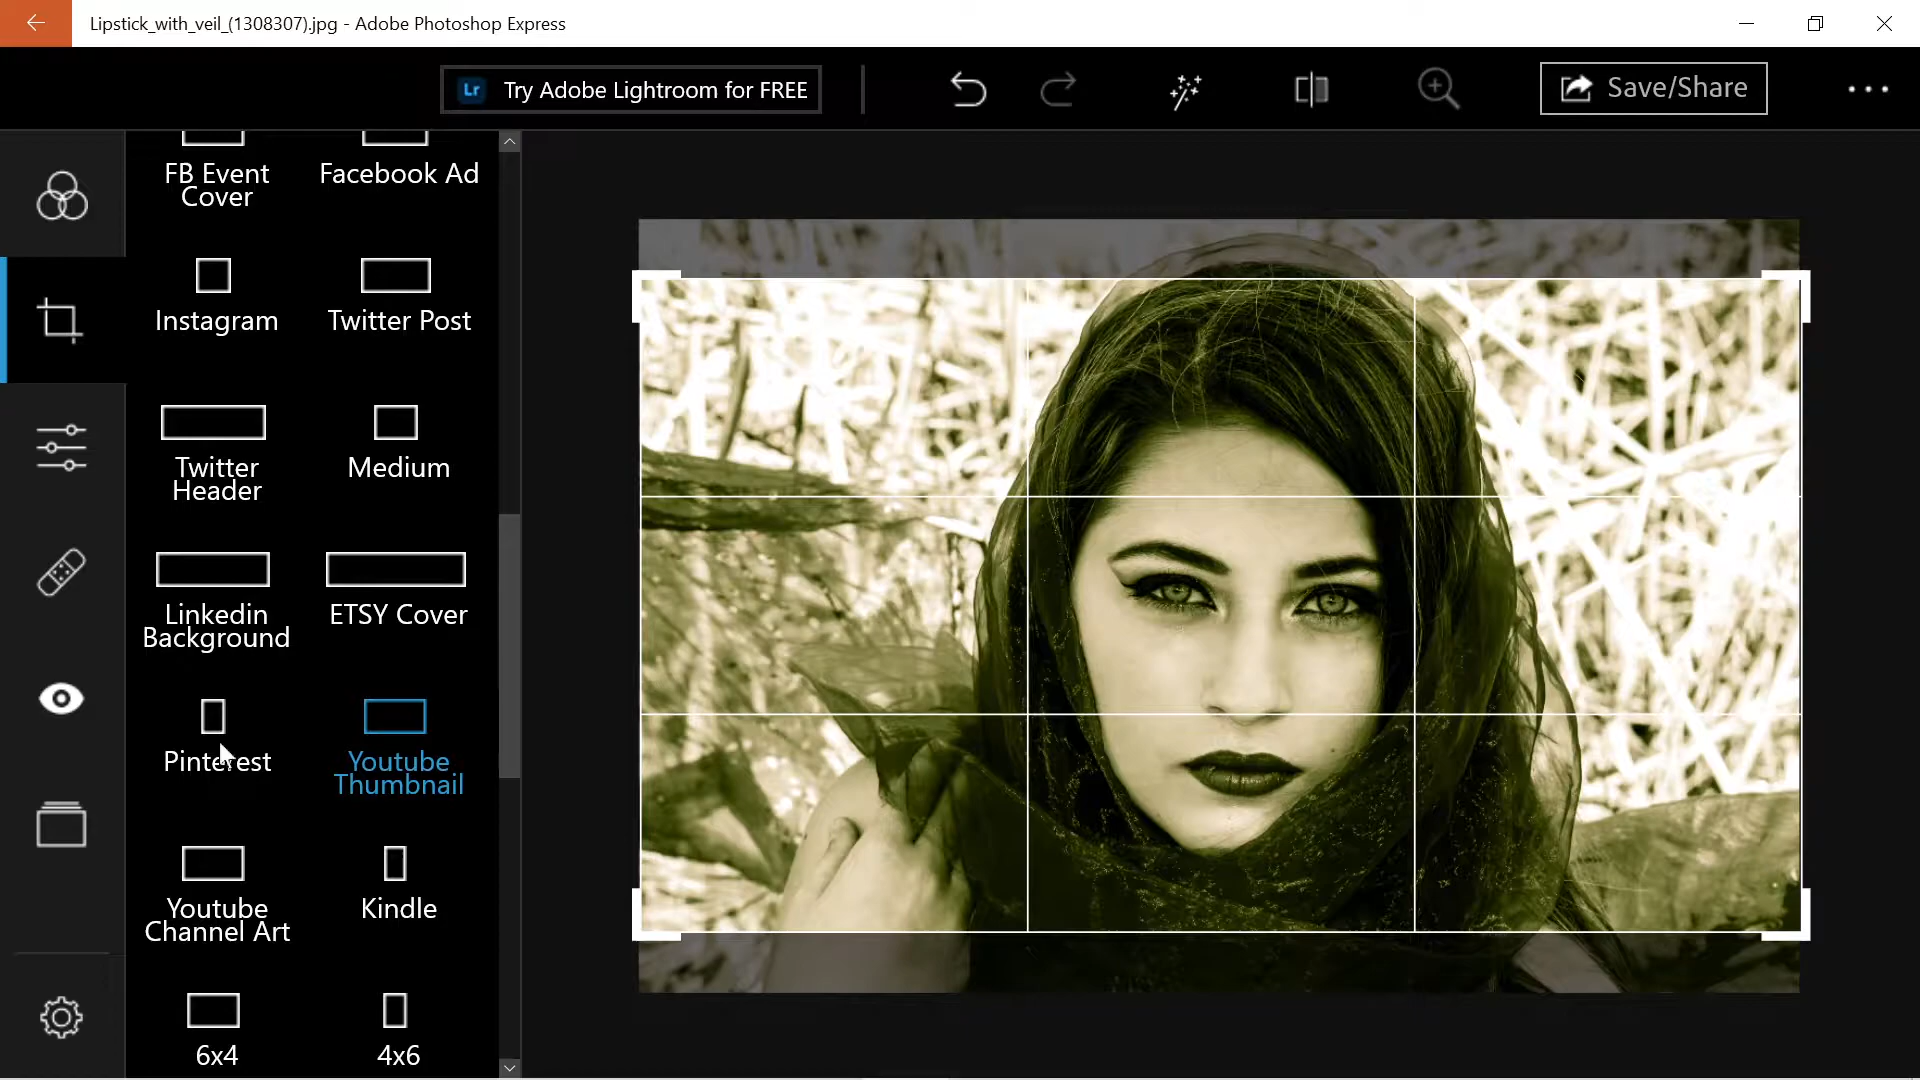 Lipstick_with_veil_(1308307).jpg - Adobe Photoshop Express
Lr Try Adobe Lightroom for FREE
Save/Share
FB Event
Cover
Facebook Ad
Instagram
Twitter Post
Twitter
Header
Medium
Linkedin
Background
ETSY Cover
Pinterest
Youtube
Thumbnail
Youtube
Channel Art
Kindle
6x4
4x6